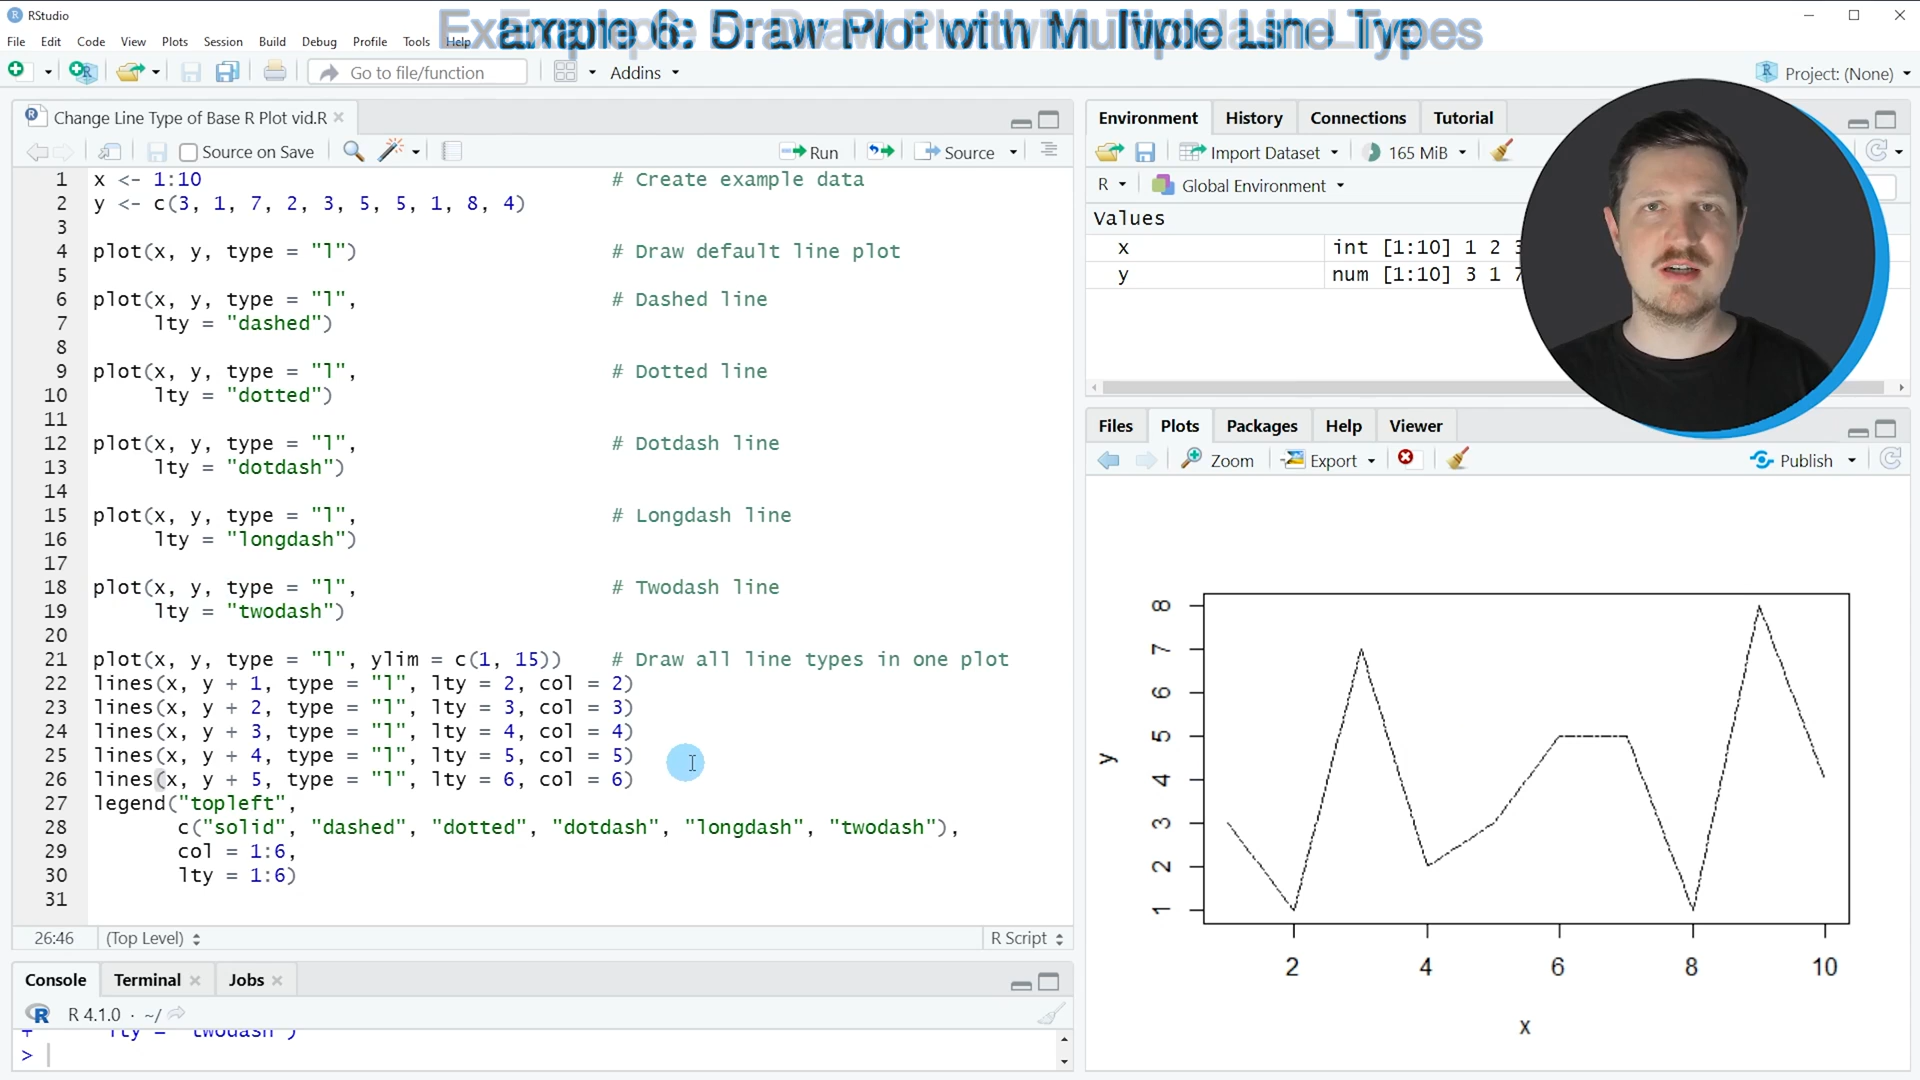 RStudio
Example 6: Draw Plot with Multiple Line Types
File Edit Code View Plots Session Build Debug Profile Tools Help
Go to file/function
Addins
Project: (None)
Change Line Type of Base R Plot vid.R
Source on Save
Run
Source
1 x <- 1:10 # Create example data
2 y <- c(3, 1, 7, 2, 3, 5, 5, 1, 8, 4)
3
4 plot(x, y, type = "l") # Draw default line plot
5
6 plot(x, y, type = "l", # Dashed line
7 lty = "dashed")
8
9 plot(x, y, type = "l", # Dotted line
10 lty = "dotted")
11
12 plot(x, y, type = "l", # Dotdash line
13 lty = "dotdash")
14
15 plot(x, y, type = "l", # Longdash line
16 lty = "longdash")
17
18 plot(x, y, type = "l", # Twodash line
19 lty = "twodash")
20
21 plot(x, y, type = "l", ylim = c(1, 15)) # Draw all line types in one plot
22 lines(x, y + 1, type = "l", lty = 2, col = 2)
23 lines(x, y + 2, type = "l", lty = 3, col = 3)
24 lines(x, y + 3, type = "l", lty = 4, col = 4)
25 lines(x, y + 4, type = "l", lty = 5, col = 5)
26 lines(x, y + 5, type = "l", lty = 6, col = 6)
27 legend("topleft",
28 c("solid", "dashed", "dotted", "dotdash", "longdash", "twodash"),
29 col = 1:6,
30 lty = 1:6)
31
26:46 (Top Level) R Script
Console Terminal Jobs
R 4.1.0 · ~/
+ lty = "twodash")
>
Environment History Connections Tutorial
Import Dataset 165 MiB
R Global Environment
Values
x int [1:10] 1 2 3
y num [1:10] 3 1 7
Files Plots Packages Help Viewer
Zoom Export Publish
8
7
6
5
4
3
2
1
y
2 4 6 8 10
x